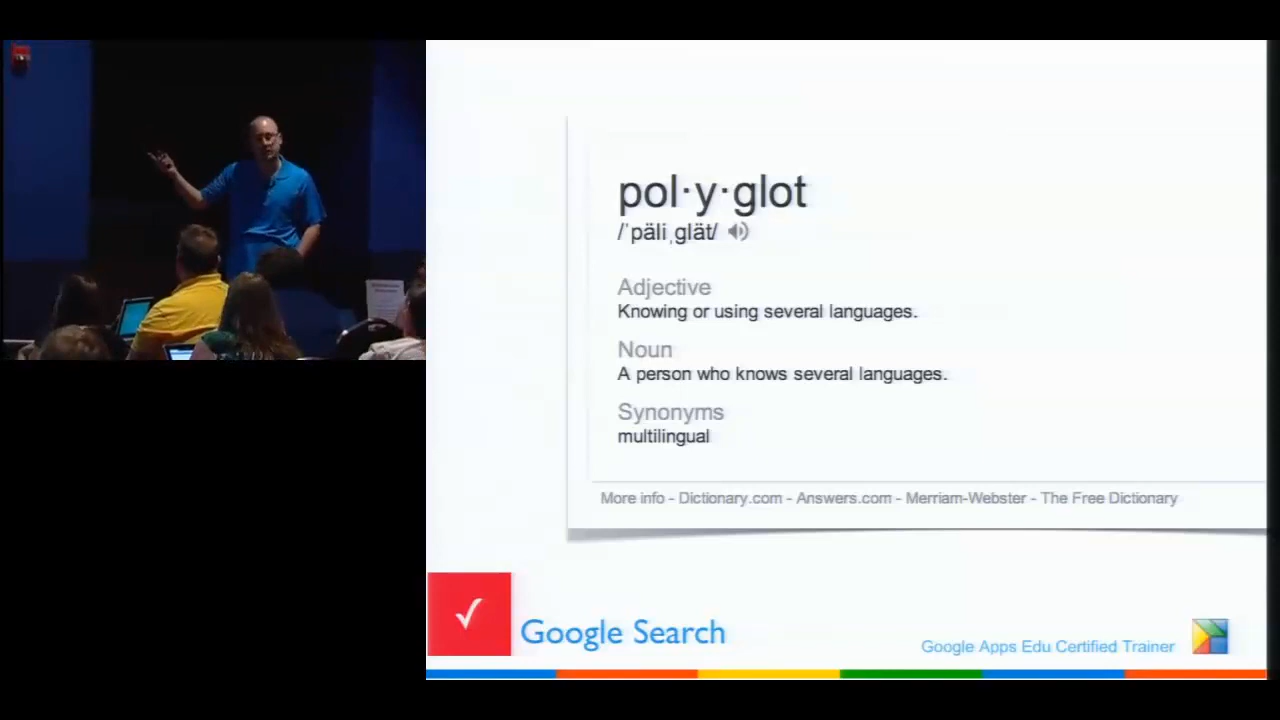 pol·y·glot
/ˈpäliˌglät/
Adjective
Knowing or using several languages.
Noun
A person who knows several languages.
Synonyms
multilingual
More info - Dictionary.com - Answers.com - Merriam-Webster - The Free Dictionary
✓
Google Search
Google Apps Edu Certified Trainer